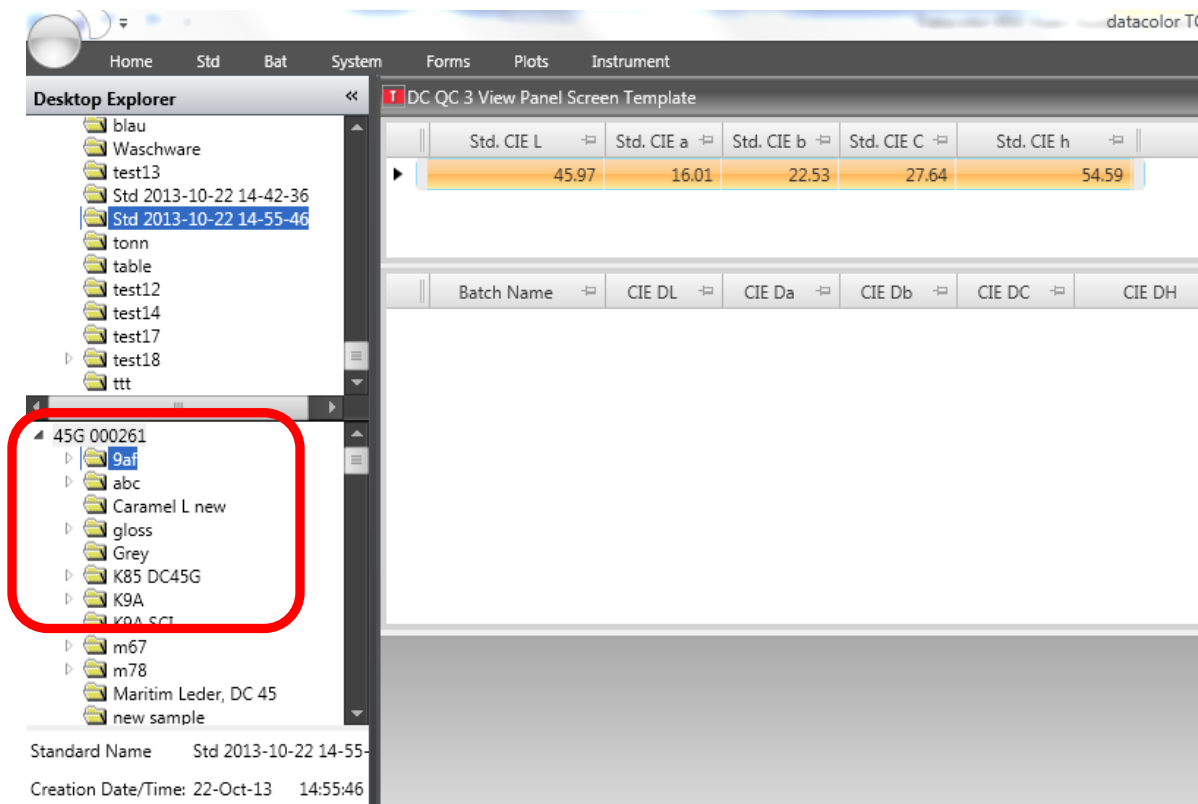 datacolor TO
Home Std Bat System Forms Plots Instrument
Desktop Explorer «
blau
Waschware
test13
Std 2013-10-22 14-42-36
Std 2013-10-22 14-55-46
tonn
table
test12
test14
test17
test18
ttt
45G 000261
9af
abc
Caramel L new
gloss
Grey
K85 DC45G
K9A
K9A SCI
m67
m78
Maritim Leder, DC 45
new sample
Standard Name Std 2013-10-22 14-55-
Creation Date/Time: 22-Oct-13 14:55:46
T DC QC 3 View Panel Screen Template
Std. CIE L Std. CIE a Std. CIE b Std. CIE C Std. CIE h
45.97 16.01 22.53 27.64 54.59
Batch Name CIE DL CIE Da CIE Db CIE DC CIE DH